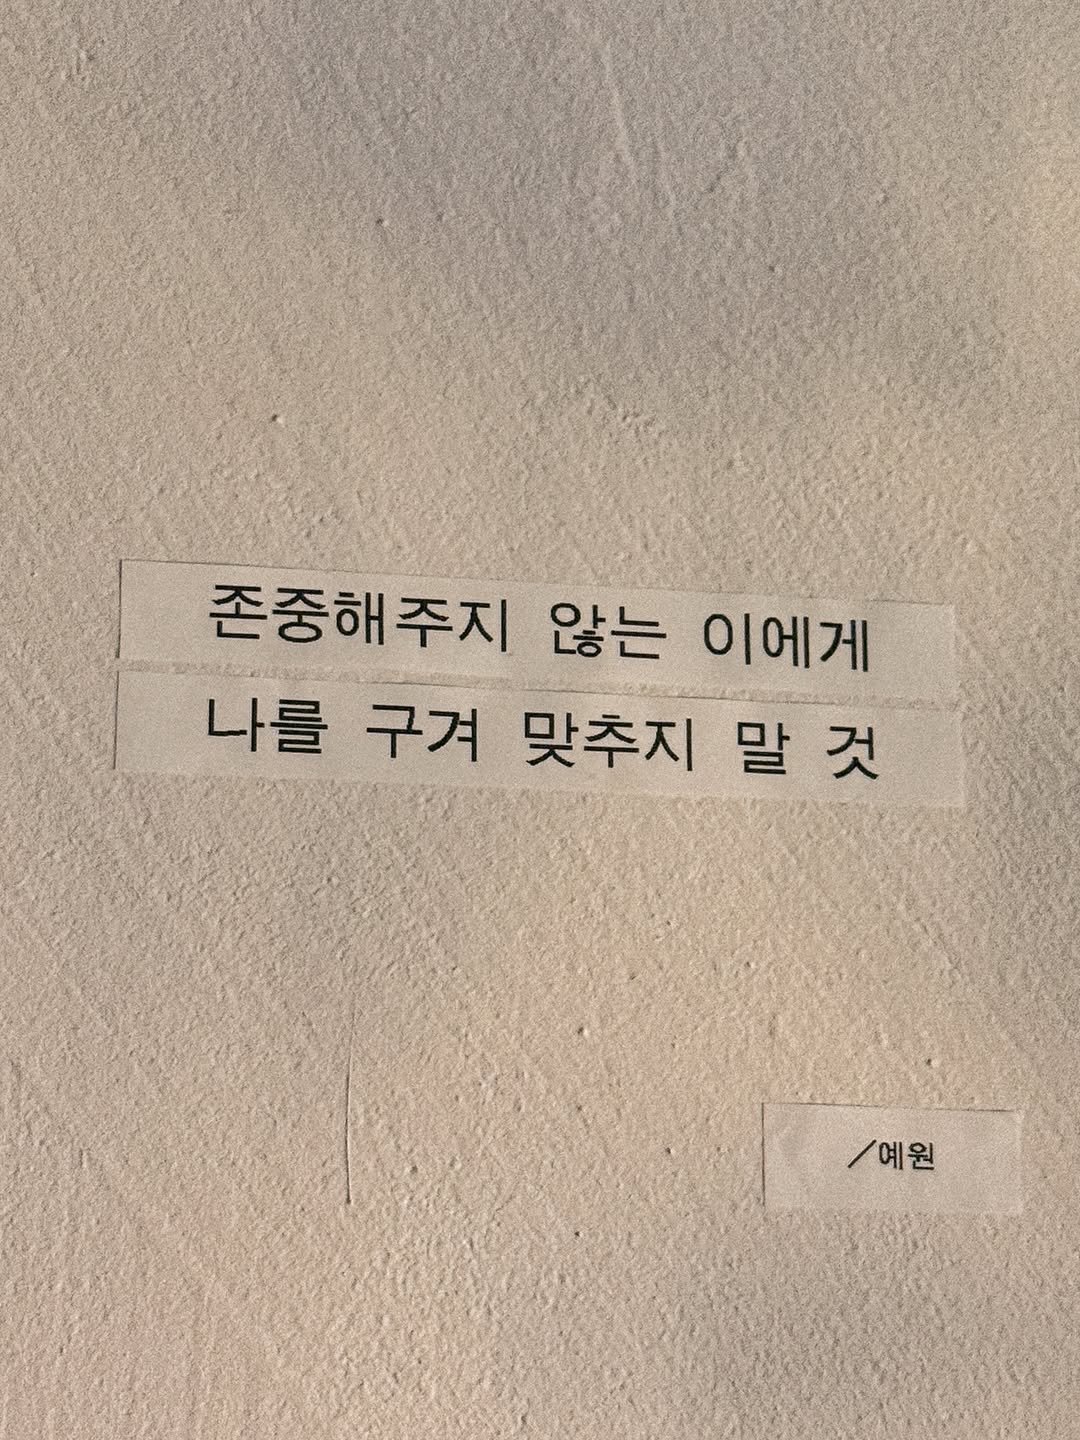 존중해주지 않는 이에게
나를 구겨 맞추지 말 것
/예원